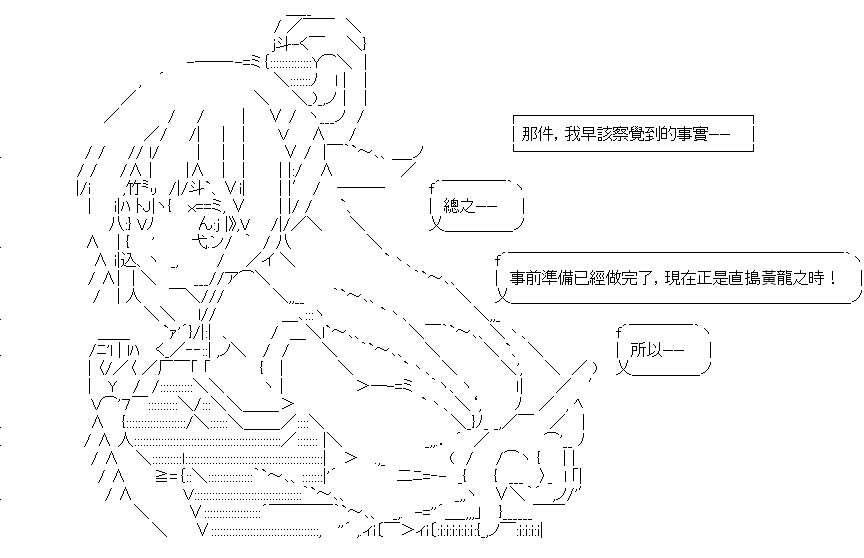 那件，我早該察覺到的事實——
總之——
事前準備已經做完了，現在正是直搗黃龍之時！
所以——